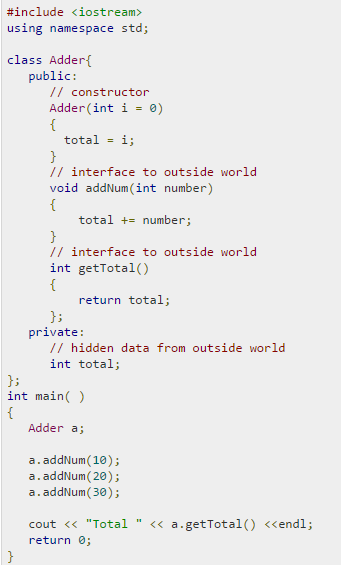 #include <iostream>
using namespace std;

class Adder{
   public:
      // constructor
      Adder(int i = 0)
      {
        total = i;
      }
      // interface to outside world
      void addNum(int number)
      {
          total += number;
      }
      // interface to outside world
      int getTotal()
      {
          return total;
      };
   private:
      // hidden data from outside world
      int total;
};
int main( )
{
   Adder a;

   a.addNum(10);
   a.addNum(20);
   a.addNum(30);

   cout << "Total " << a.getTotal() <<endl;
   return 0;
}